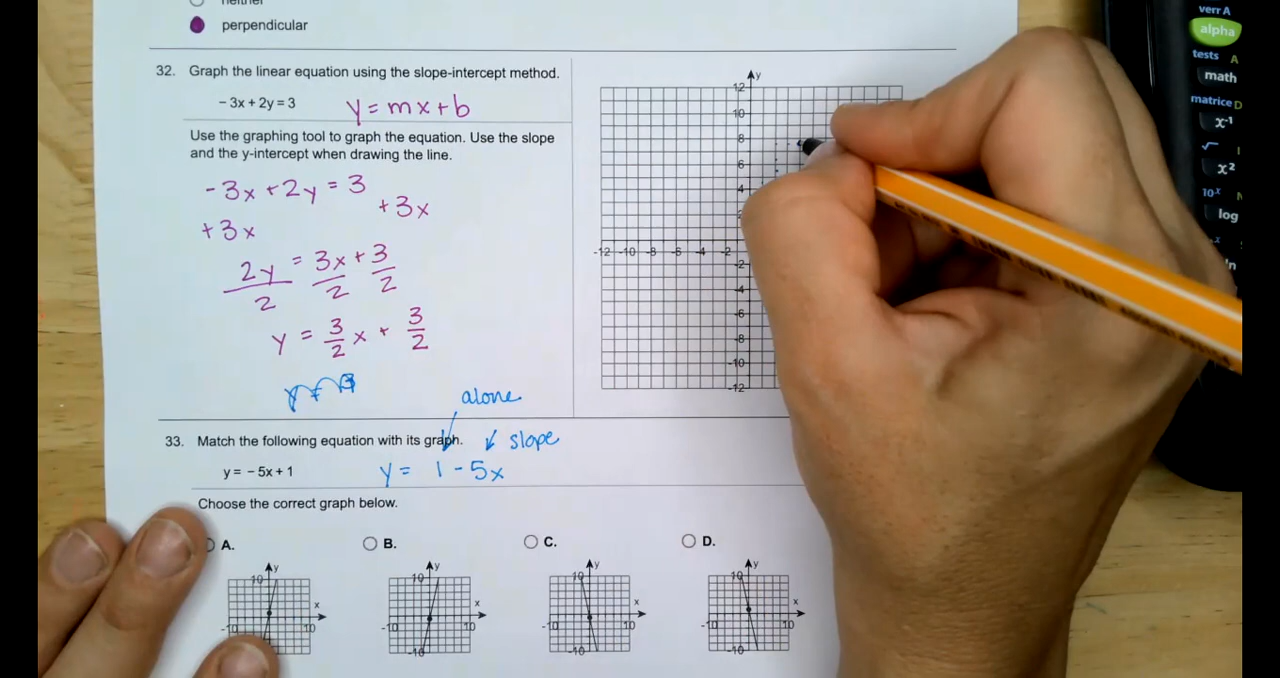 neither
perpendicular
32. Graph the linear equation using the slope-intercept method.
- 3x + 2y = 3
y = mx + b
Use the graphing tool to graph the equation. Use the slope
and the y-intercept when drawing the line.
-3x + 2y = 3
+3x
+3x
2y/2 = 3x/2 + 3/2
y = 3/2 x + 3/2
alone
33. Match the following equation with its graph.
slope
y = - 5x + 1
y = 1 - 5x
Choose the correct graph below.
A.
B.
C.
D.
y
10
x
-10
10
y
10
x
-10
10
-10
y
10
x
-10
10
-10
y
10
x
-10
10
-10
y
12
10
8
6
4
-12 -10 -8 -6 -4 -2
-2
-4
-6
-8
-10
-12
verr A
alpha
tests A
math
matrice D
x-1
√
x2
10x N
log